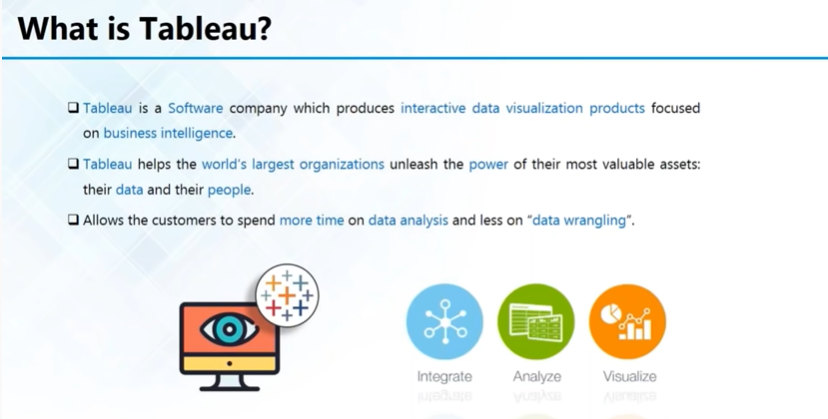 What is Tableau?
❑ Tableau is a Software company which produces interactive data visualization products focused
on business intelligence.
❑ Tableau helps the world's largest organizations unleash the power of their most valuable assets:
their data and their people.
❑ Allows the customers to spend more time on data analysis and less on “data wrangling”.
Integrate Analyze Visualize